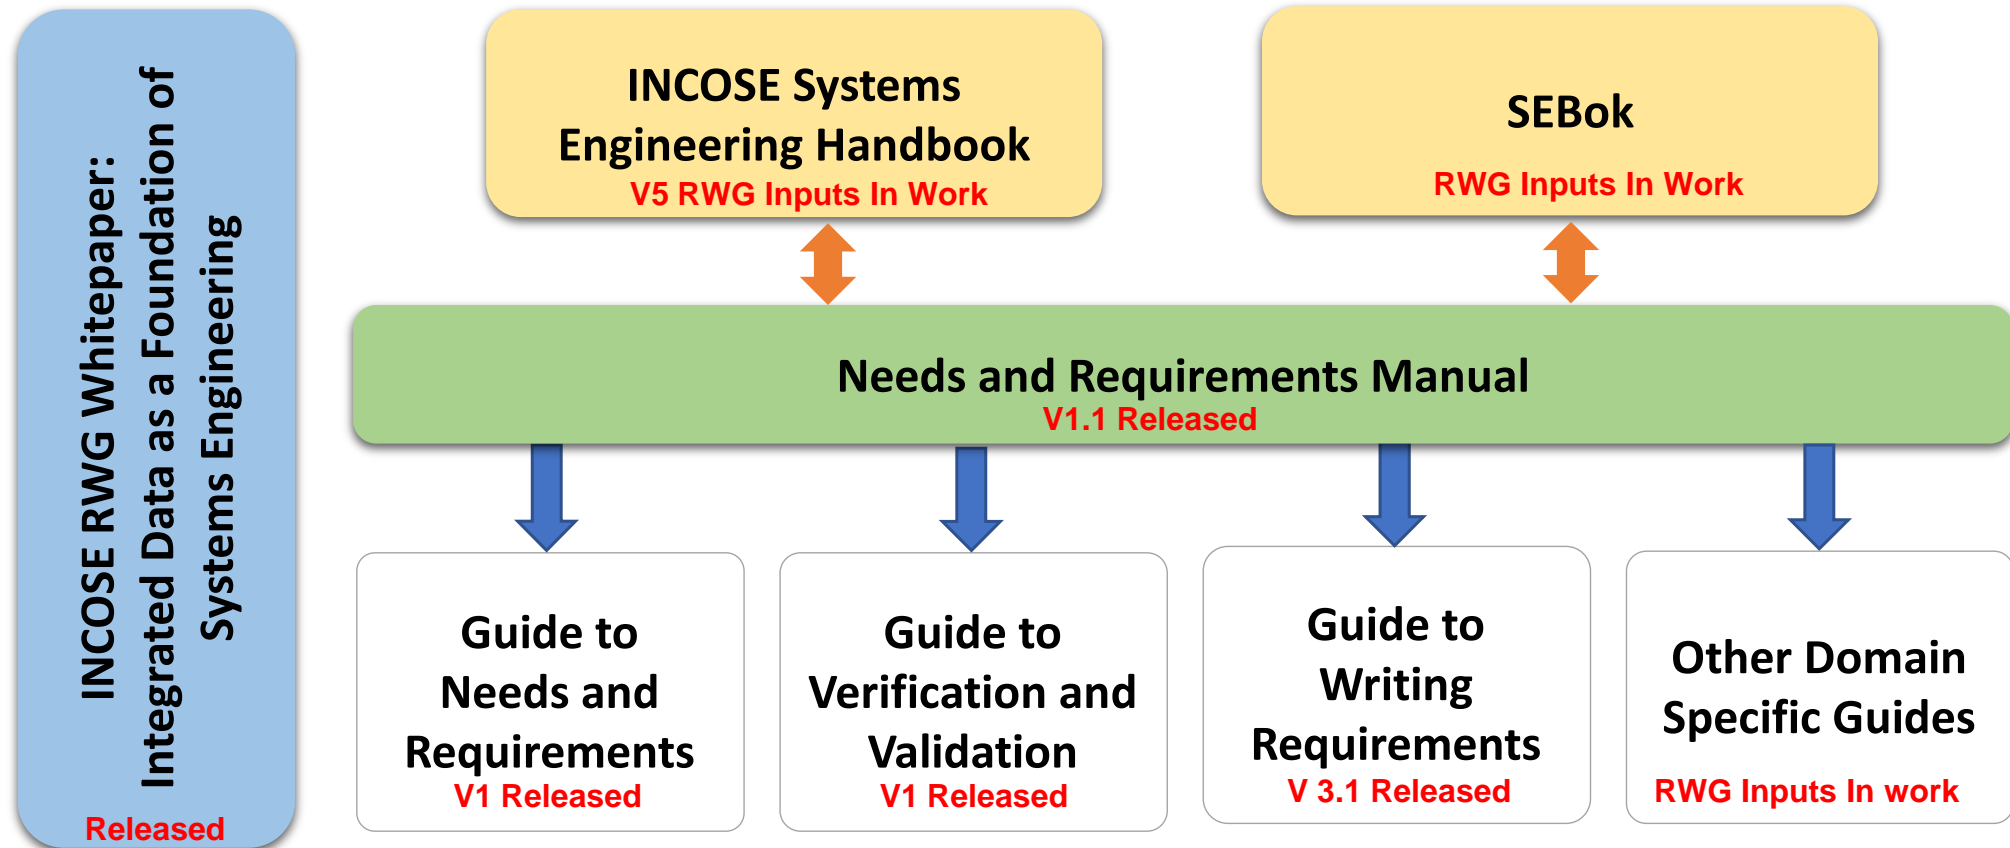 INCOSE RWG Whitepaper:
Integrated Data as a Foundation of
Systems Engineering
Released
INCOSE Systems
Engineering Handbook
V5 RWG Inputs In Work
SEBok
RWG Inputs In Work
Needs and Requirements Manual
V1.1 Released
Guide to
Needs and
Requirements
V1 Released
Guide to
Verification and
Validation
V1 Released
Guide to
Writing
Requirements
V 3.1 Released
Other Domain
Specific Guides
RWG Inputs In work